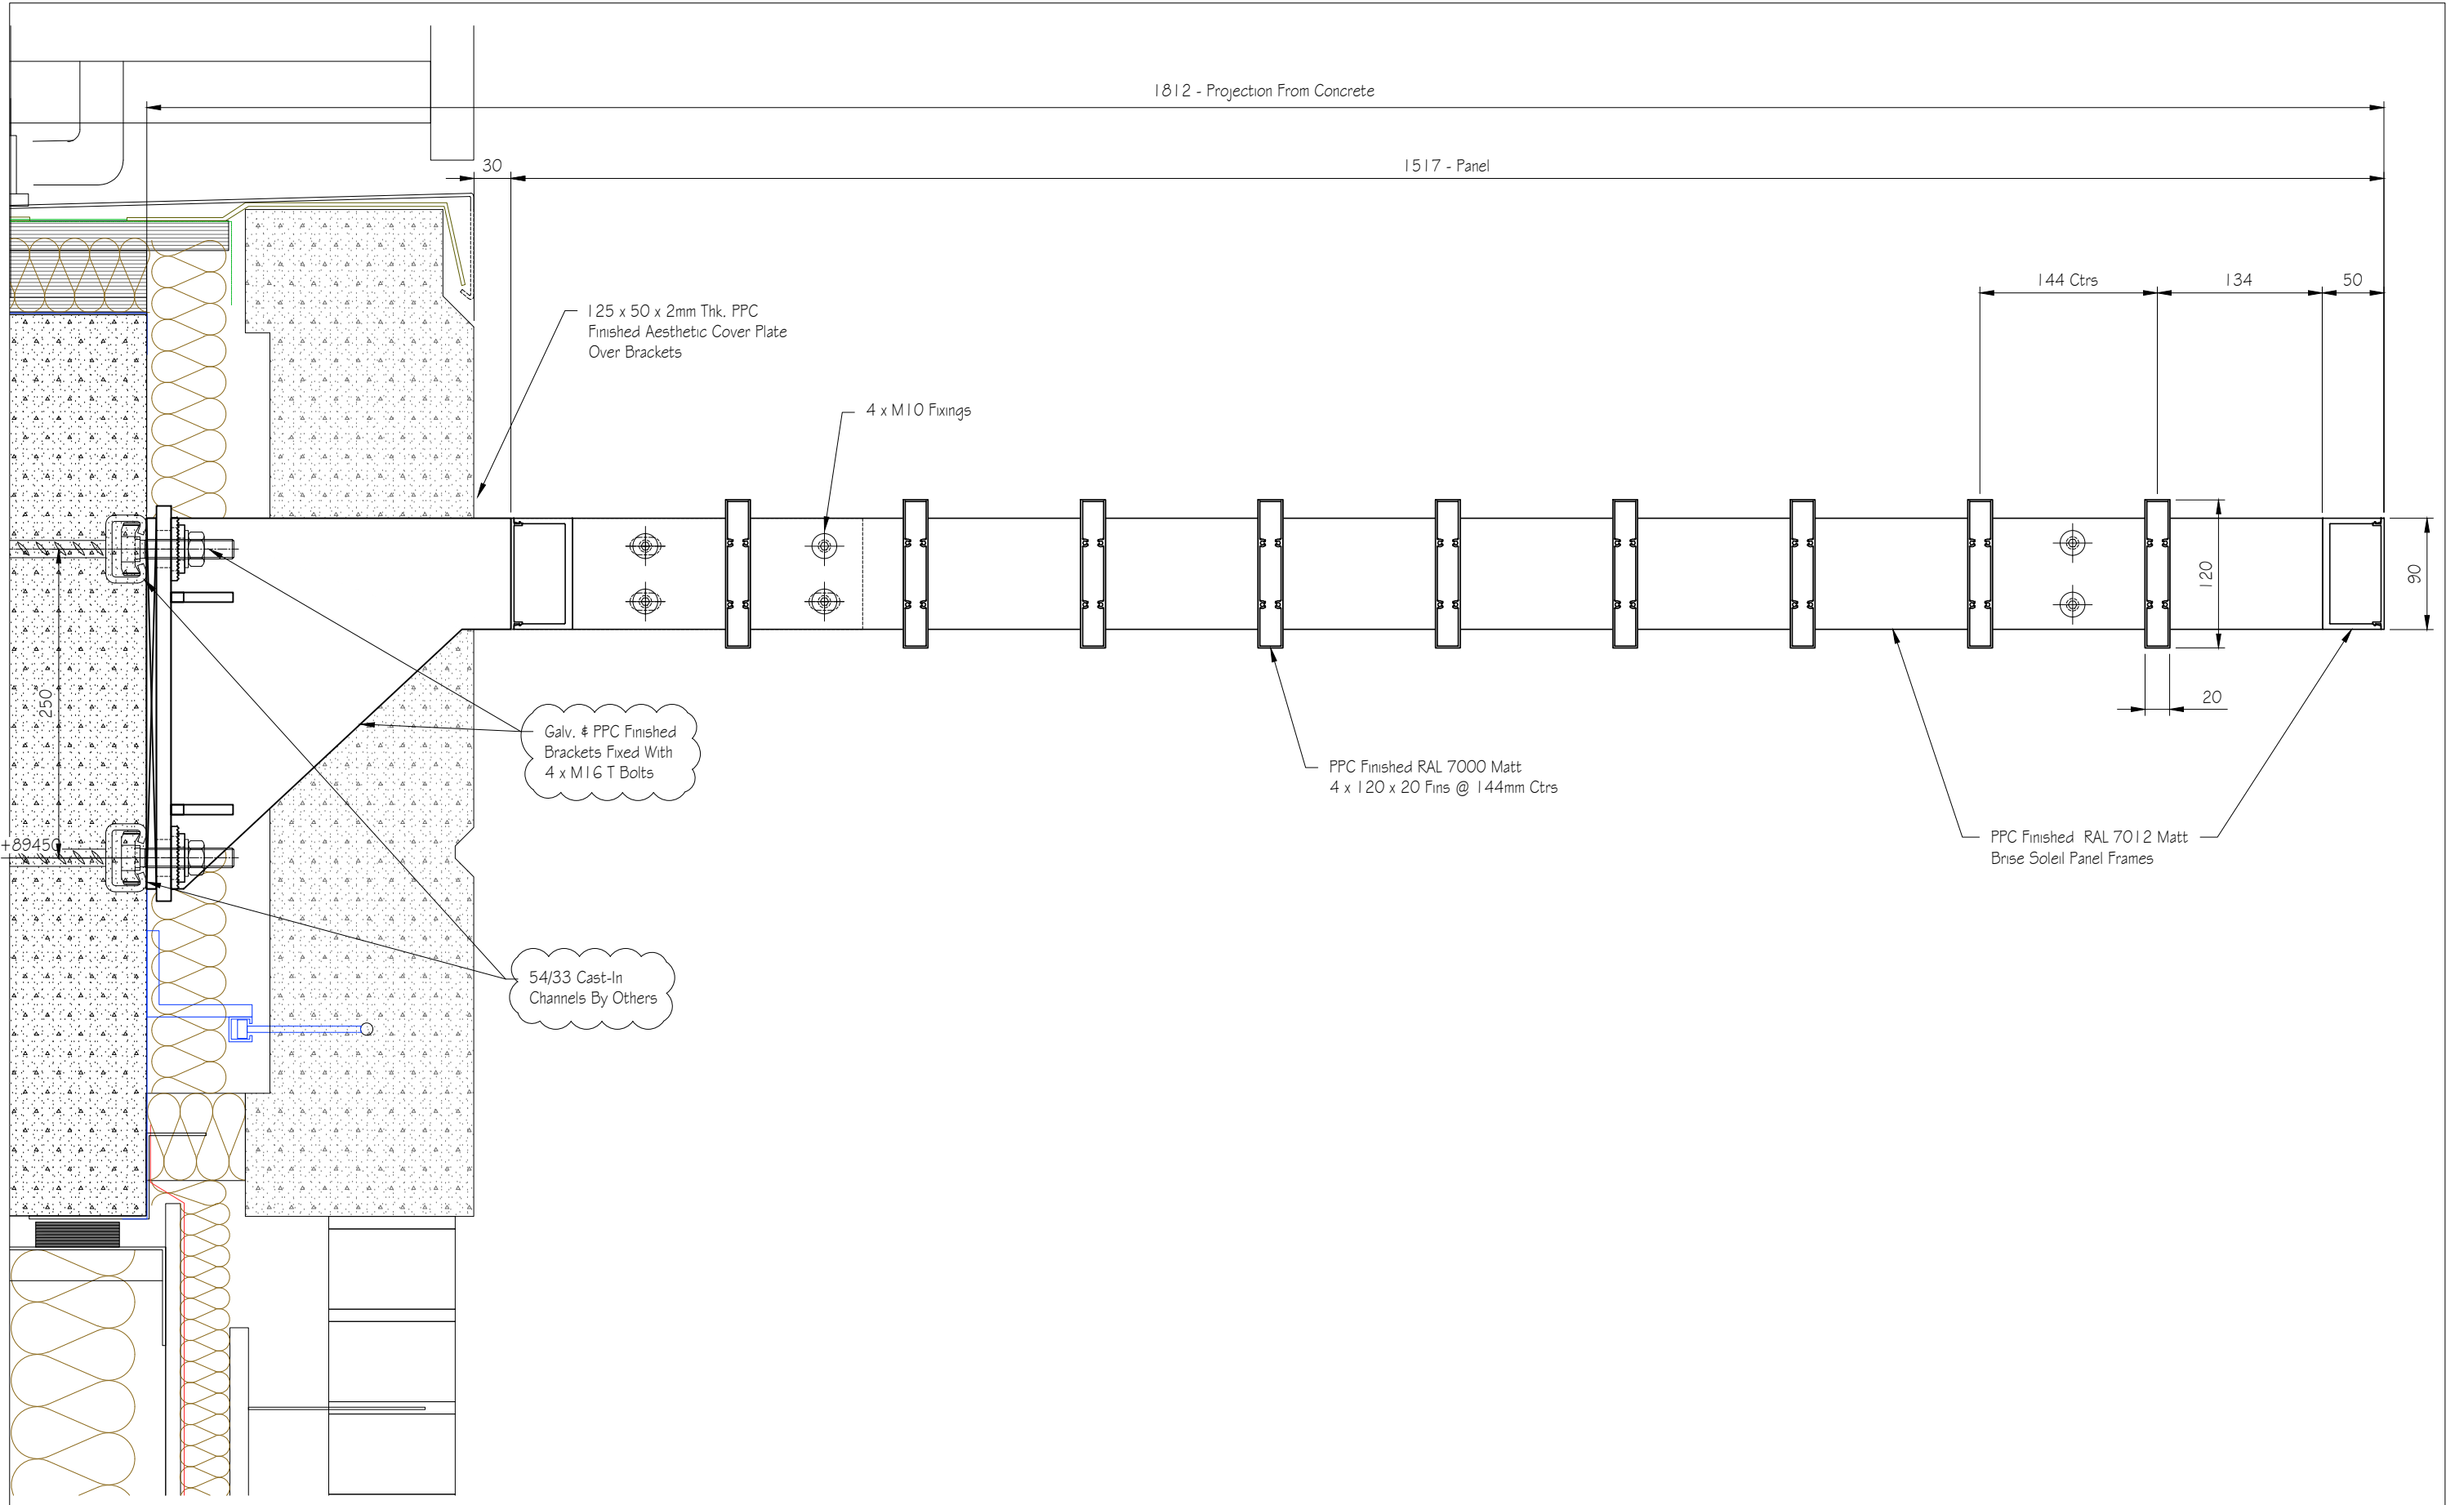 1812 - Projection From Concrete
30
1517 - Panel
144 Ctrs
134
50
125 x 50 x 2mm Thk. PPC
Finished Aesthetic Cover Plate
Over Brackets
4 x M10 Fixings
120
90
250
20
Galv. & PPC Finished
Brackets Fixed With
4 x M16 T Bolts
PPC Finished RAL 7000 Matt
4 x 120 x 20 Fins @ 144mm Ctrs
PPC Finished RAL 7012 Matt
Brise Soleil Panel Frames
+89450
54/33 Cast-In
Channels By Others